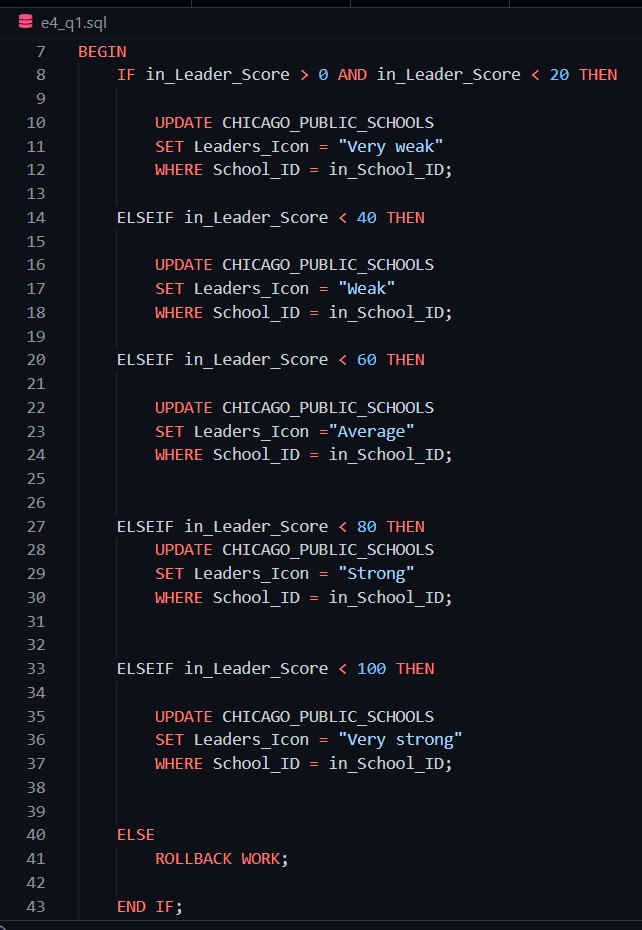 e4_q1.sql
7 BEGIN
8 IF in_Leader_Score > 0 AND in_Leader_Score < 20 THEN
9
10 UPDATE CHICAGO_PUBLIC_SCHOOLS
11 SET Leaders_Icon = "Very weak"
12 WHERE School_ID = in_School_ID;
13
14 ELSEIF in_Leader_Score < 40 THEN
15
16 UPDATE CHICAGO_PUBLIC_SCHOOLS
17 SET Leaders_Icon = "Weak"
18 WHERE School_ID = in_School_ID;
19
20 ELSEIF in_Leader_Score < 60 THEN
21
22 UPDATE CHICAGO_PUBLIC_SCHOOLS
23 SET Leaders_Icon ="Average"
24 WHERE School_ID = in_School_ID;
25
26
27 ELSEIF in_Leader_Score < 80 THEN
28 UPDATE CHICAGO_PUBLIC_SCHOOLS
29 SET Leaders_Icon = "Strong"
30 WHERE School_ID = in_School_ID;
31
32
33 ELSEIF in_Leader_Score < 100 THEN
34
35 UPDATE CHICAGO_PUBLIC_SCHOOLS
36 SET Leaders_Icon = "Very strong"
37 WHERE School_ID = in_School_ID;
38
39
40 ELSE
41 ROLLBACK WORK;
42
43 END IF;